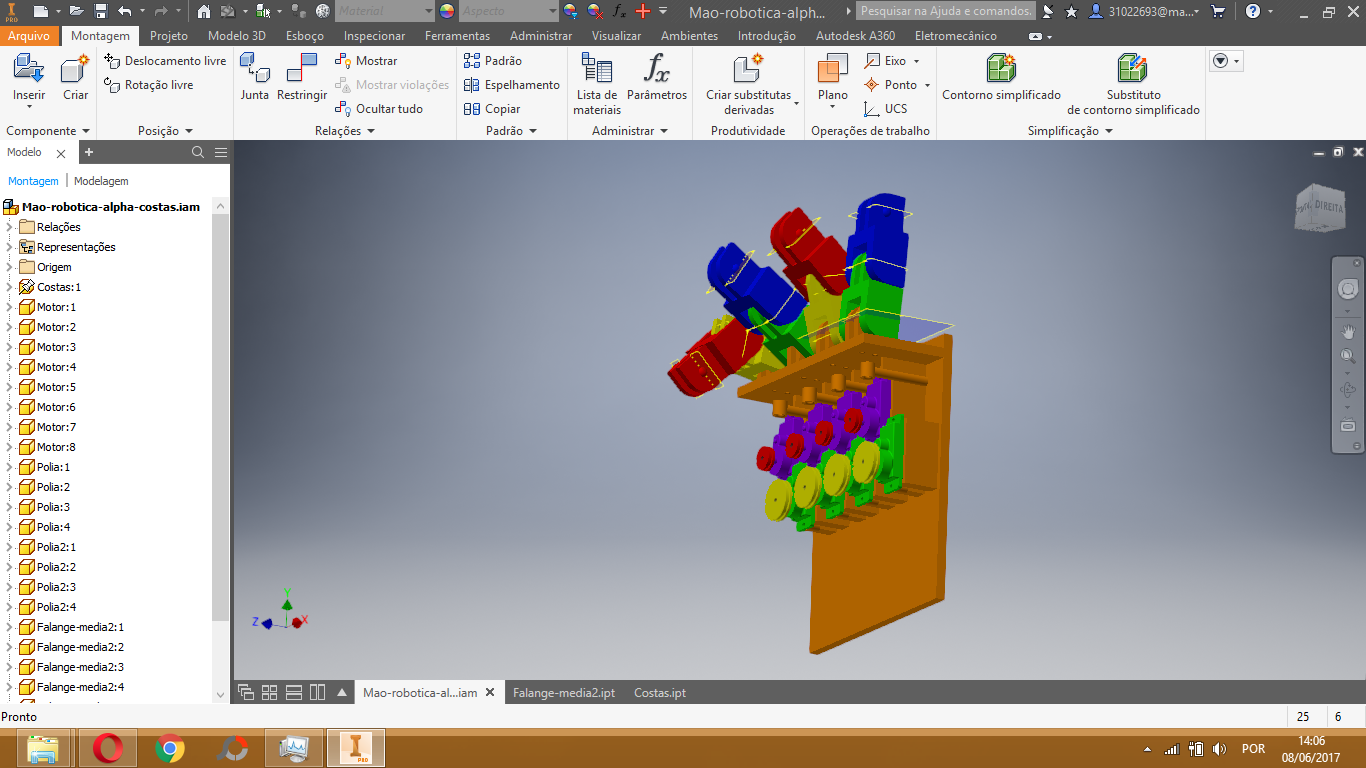 PRO
Material
Aspecto
fx
Mao-robotica-alpha-...
Pesquisar na Ajuda e comandos.
31022693@ma...
Arquivo
Montagem
Projeto
Modelo 3D
Esboço
Inspecionar
Ferramentas
Administrar
Visualizar
Ambientes
Introdução
Autodesk A360
Eletromecânico
Inserir
Criar
Componente
Deslocamento livre
Rotação livre
Posição
Junta
Restringir
Mostrar
Mostrar violações
Ocultar tudo
Relações
Padrão
Espelhamento
Copiar
Padrão
Lista de
materiais
fx
Parâmetros
Administrar
Criar substitutas
derivadas
Produtividade
Plano
Eixo
Ponto
UCS
Operações de trabalho
Contorno simplificado
Substituto
de contorno simplificado
Simplificação
Modelo
Montagem
Modelagem
Mao-robotica-alpha-costas.iam
Relações
Representações
Origem
Costas:1
Motor:1
Motor:2
Motor:3
Motor:4
Motor:5
Motor:6
Motor:7
Motor:8
Polia:1
Polia:2
Polia:3
Polia:4
Polia2:1
Polia2:2
Polia2:3
Polia2:4
Falange-media2:1
Falange-media2:2
Falange-media2:3
Falange-media2:4
DIREITA
Y
Z
X
Mao-robotica-al...iam
Falange-media2.ipt
Costas.ipt
Pronto
25
6
PRO
POR
14:06
08/06/2017